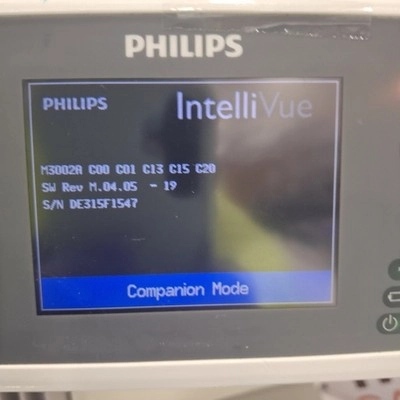 PHILIPS
PHILIPS IntelliVue
M3002A C00 C01 C13 C15 C20
SW Rev M.04.05 - 19
S/N DE315F1547
Companion Mode